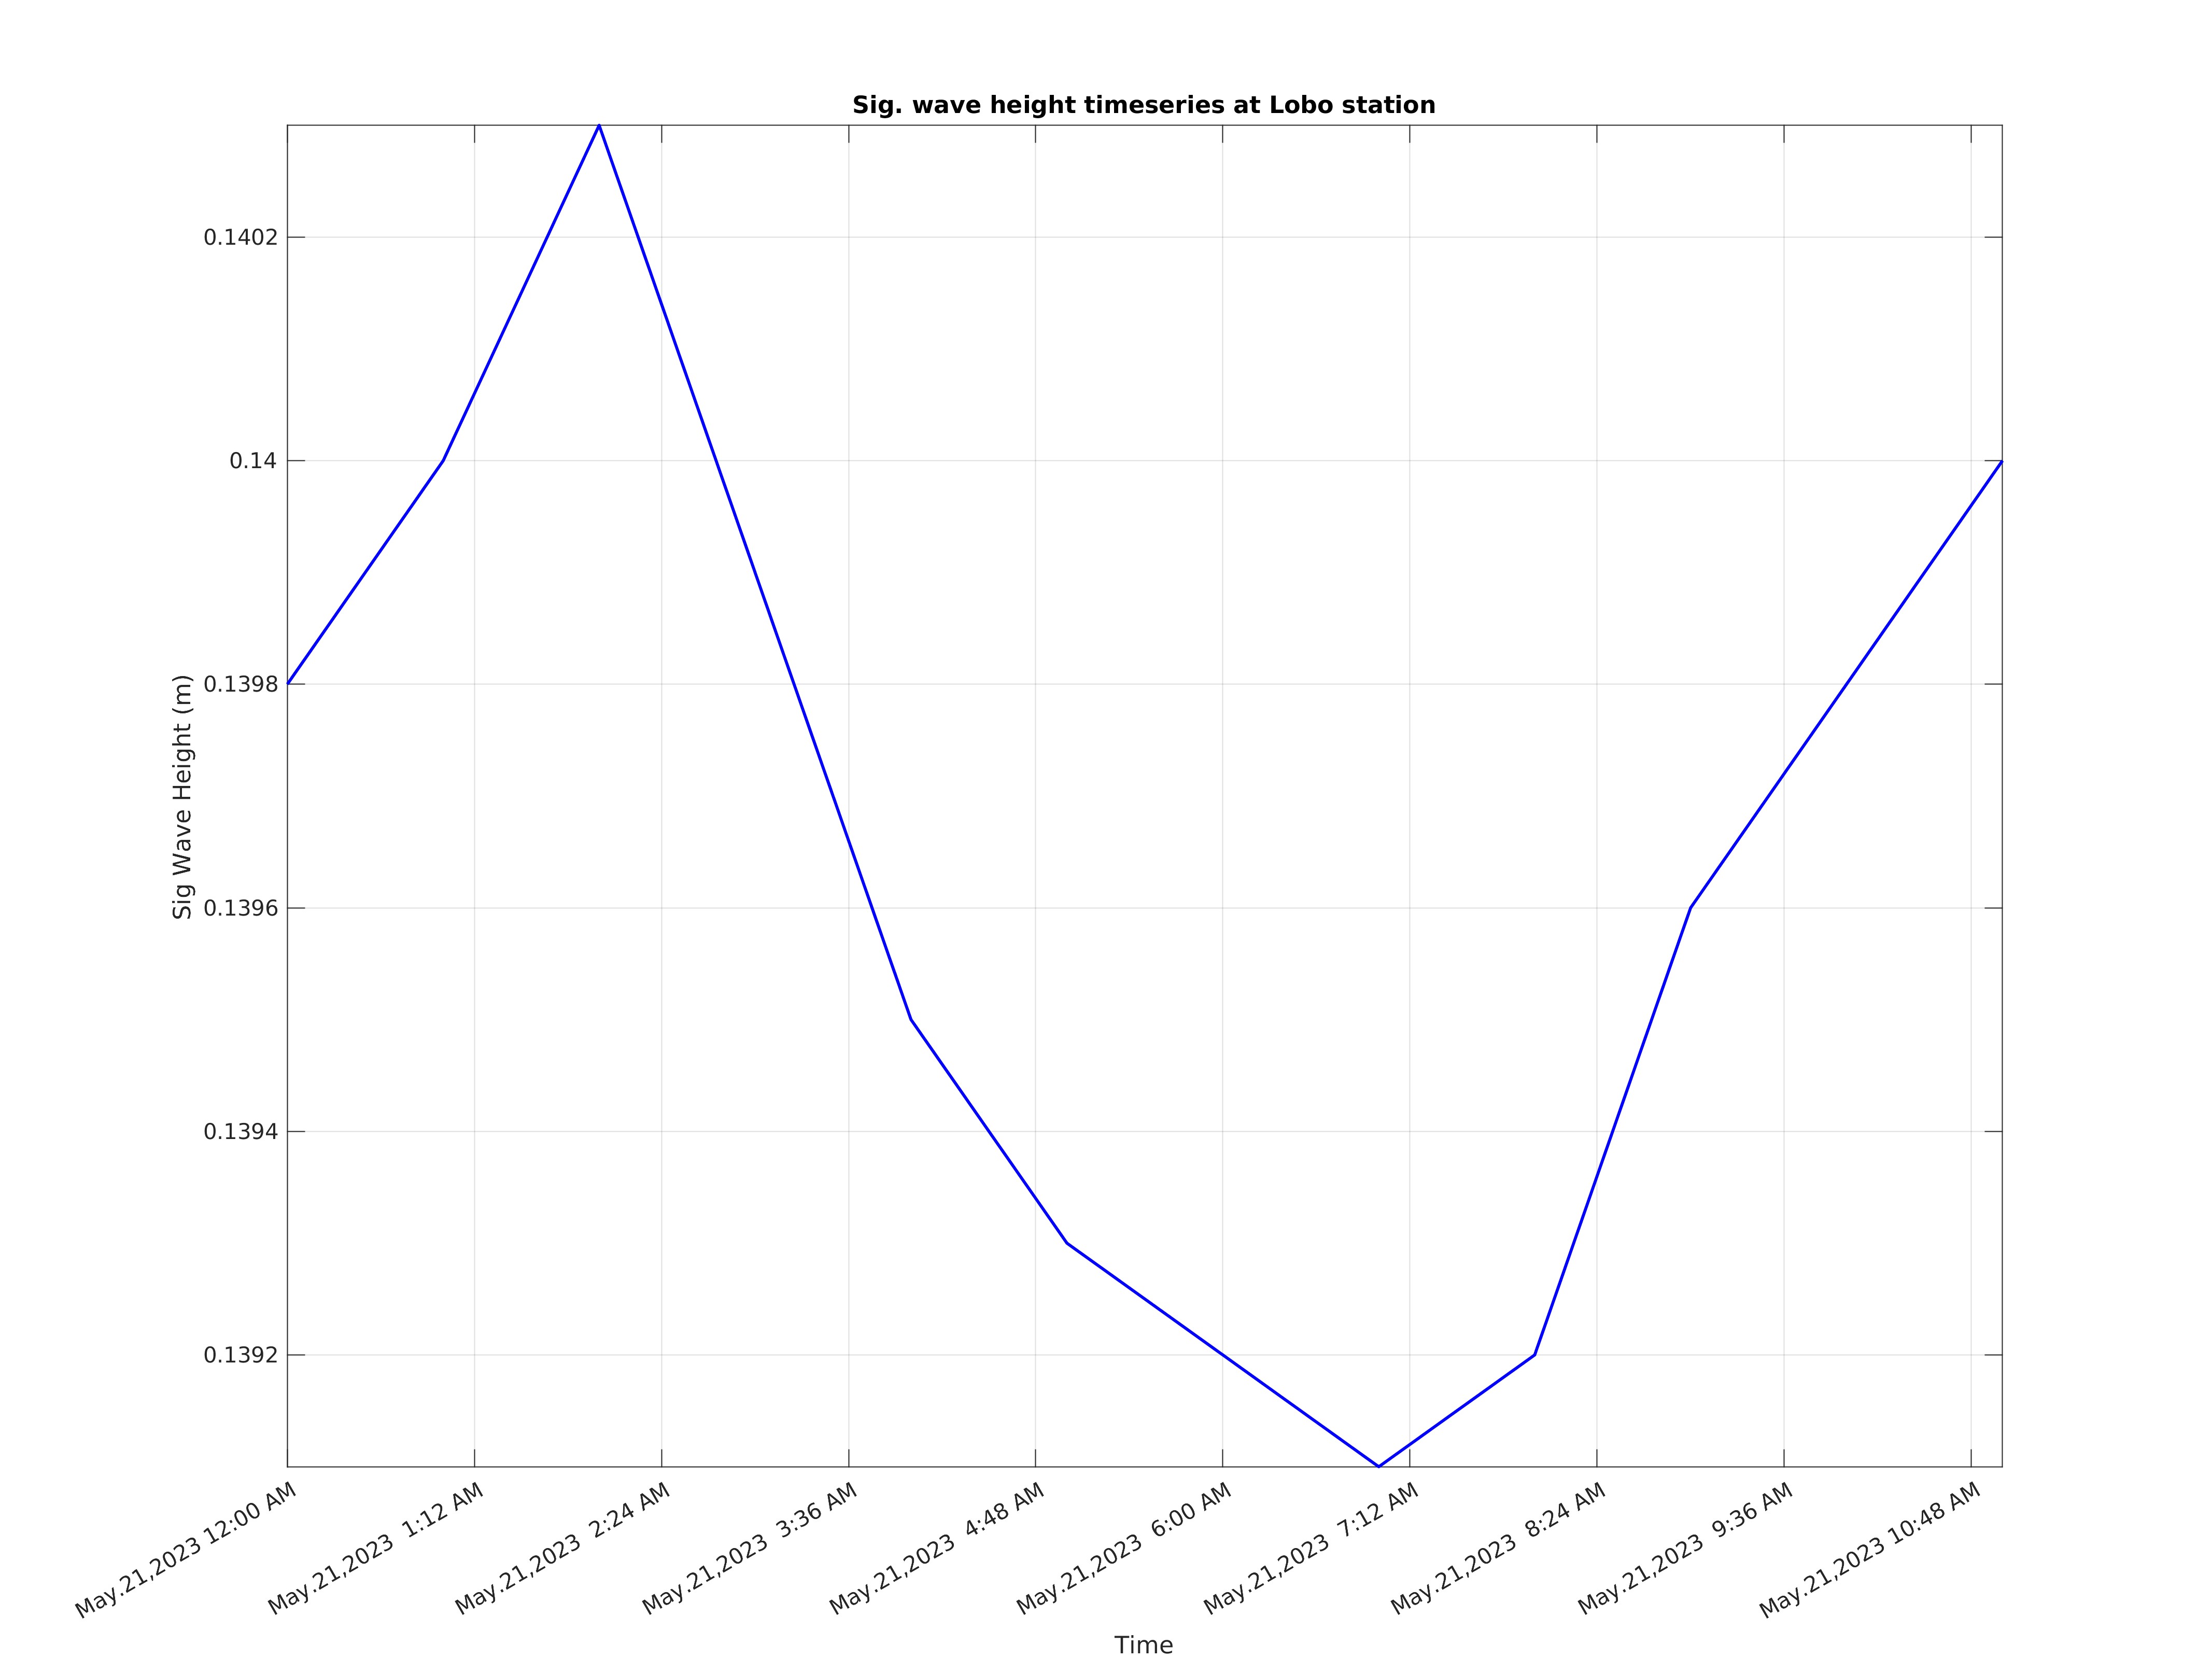 Sig. wave height timeseries at Lobo station
Sig Wave Height (m)
0.1402
0.14
0.1398
0.1396
0.1394
0.1392
May.21,2023 12:00 AM
May.21,2023  1:12 AM
May.21,2023  2:24 AM
May.21,2023  3:36 AM
May.21,2023  4:48 AM
May.21,2023  6:00 AM
May.21,2023  7:12 AM
May.21,2023  8:24 AM
May.21,2023  9:36 AM
May.21,2023 10:48 AM
Time